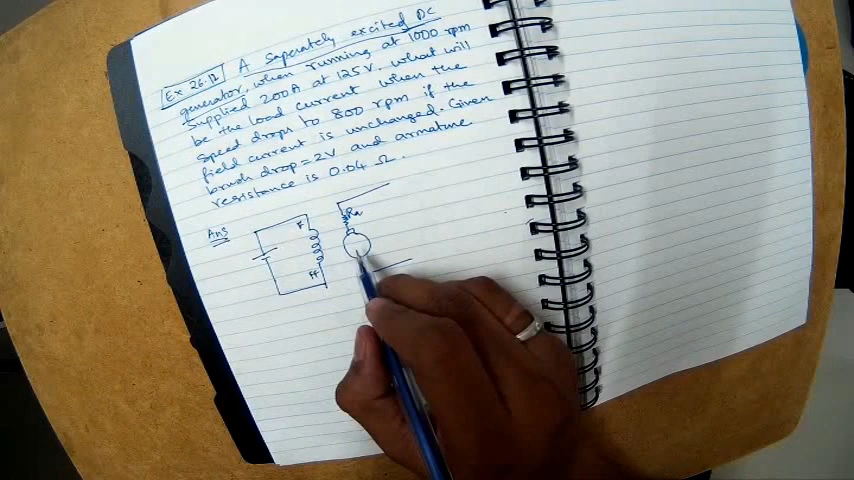 Ex 26.12 A saperately excited DC
generator, when running at 1000 rpm
supplied 200A at 125V. what will
be the load current when the
speed drops to 800 rpm if the
field current is unchanged. Given
brush drop=2V and armature
resistance is 0.04 Ω.
Ans
F
Ra
FF